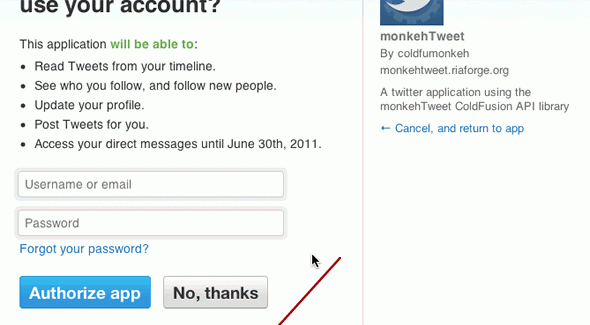 use your account?
This application will be able to:
Read Tweets from your timeline.
See who you follow, and follow new people.
Update your profile.
Post Tweets for you.
Access your direct messages until June 30th, 2011.
Username or email
Password
Forgot your password?
Authorize app
No, thanks
monkehTweet
By coldfumonkeh
monkehtweet.riaforge.org
A twitter application using the
monkehTweet ColdFusion API library
← Cancel, and return to app